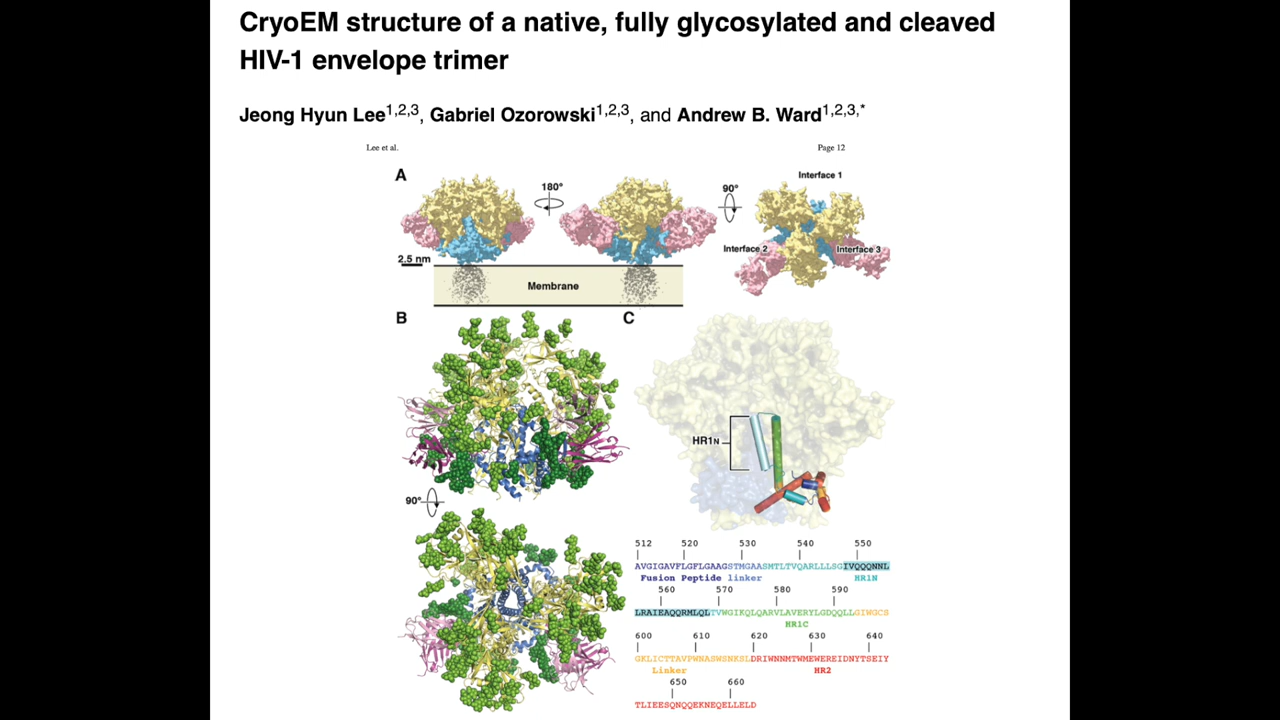 CryoEM structure of a native, fully glycosylated and cleaved
HIV-1 envelope trimer
Jeong Hyun Lee1,2,3, Gabriel Ozorowski1,2,3, and Andrew B. Ward1,2,3,*
Lee et al.
Page 12
A
180°
90°
Interface 1
Interface 2
Interface 3
2.5 nm
Membrane
B
C
HR1N
90°
512 520 530 540 550
AVGIGAVFLGFLGAAGSTMGAASMTLTVQARLLLSGIVQQQNNL
Fusion Peptide linker HR1N
560 570 580 590
LRAIEAQQRMLQLTVWGIKQLQARVLAVERYLGDQQLLGIWGCS
HR1C
600 610 620 630 640
GKLICTTAVPWNASWSNKSLDRIWNNMTWMEWEREIDNYTSEIY
Linker HR2
650 660
TLIEESQNQQEKNEQELLELD